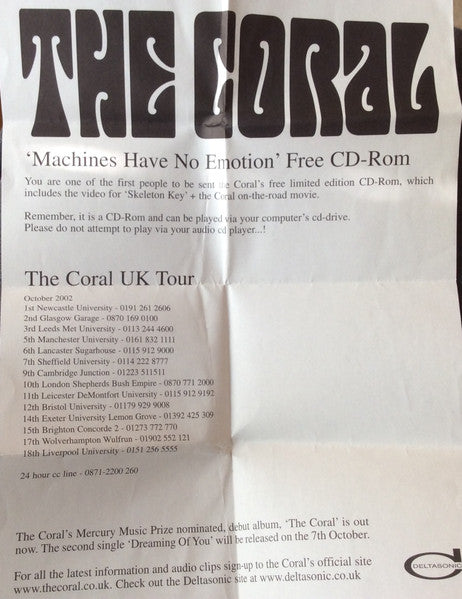 THE CORAL
'Machines Have No Emotion' Free CD-Rom
You are one of the first people to be sent the Coral's free limited edition CD-Rom, which
includes the video for 'Skeleton Key' + the Coral on-the-road movie.
Remember, it is a CD-Rom and can be played via your computer's cd-drive.
Please do not attempt to play via your audio cd player...!
The Coral UK Tour
October 2002
1st Newcastle University - 0191 261 2606
2nd Glasgow Garage - 0870 169 0100
3rd Leeds Met University - 0113 244 4600
5th Manchester University - 0161 832 1111
6th Lancaster Sugarhouse - 0115 912 9000
7th Sheffield University - 0114 222 8777
9th Cambridge Junction - 01223 511511
10th London Shepherds Bush Empire - 0870 771 2000
11th Leicester DeMontfort University - 0115 912 9192
12th Bristol University - 01179 929 9008
14th Exeter University Lemon Grove - 01392 425 309
15th Brighton Concorde 2 - 01273 772 770
17th Wolverhampton Wulfrun - 01902 552 121
18th Liverpool University - 0151 256 5555
24 hour cc line - 0871-2200 260
The Coral's Mercury Music Prize nominated, debut album, 'The Coral' is out
now. The second single 'Dreaming Of You' will be released on the 7th October.
For all the latest information and audio clips sign-up to the Coral's official site
www.thecoral.co.uk. Check out the Deltasonic site at www.deltasonic.co.uk
DELTASONIC